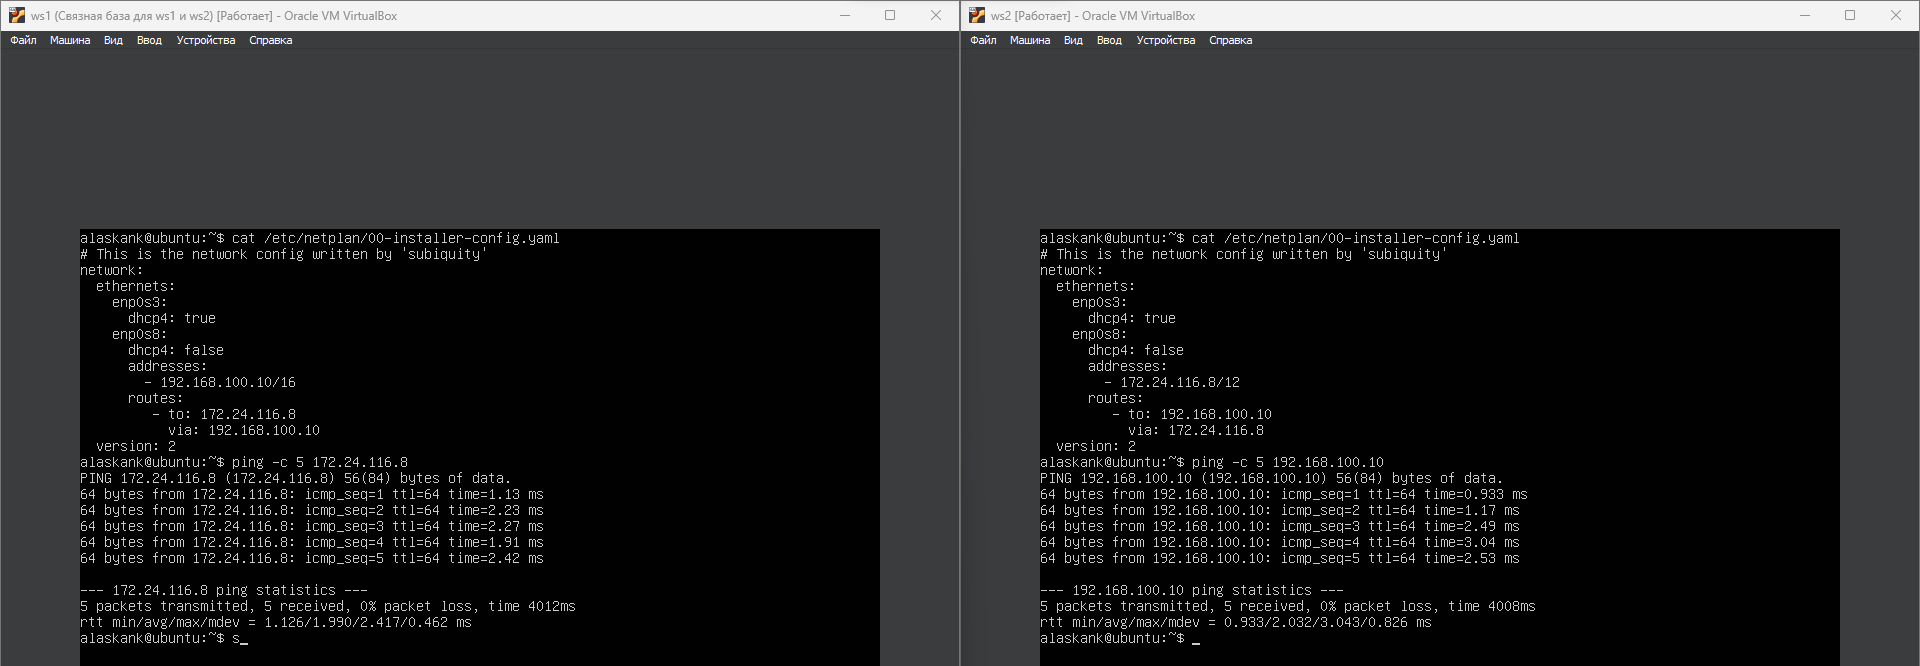 ws1 (Связная база для ws1 и ws2) [Работает] - Oracle VM VirtualBox
Файл Машина Вид Ввод Устройства Справка
alaskank@ubuntu:~$ cat /etc/netplan/00-installer-config.yaml
# This is the network config written by 'subiquity'
network:
  ethernets:
    enp0s3:
      dhcp4: true
    enp0s8:
      dhcp4: false
      addresses:
        - 192.168.100.10/16
      routes:
         - to: 172.24.116.8
           via: 192.168.100.10
  version: 2
alaskank@ubuntu:~$ ping -c 5 172.24.116.8
PING 172.24.116.8 (172.24.116.8) 56(84) bytes of data.
64 bytes from 172.24.116.8: icmp_seq=1 ttl=64 time=1.13 ms
64 bytes from 172.24.116.8: icmp_seq=2 ttl=64 time=2.23 ms
64 bytes from 172.24.116.8: icmp_seq=3 ttl=64 time=2.27 ms
64 bytes from 172.24.116.8: icmp_seq=4 ttl=64 time=1.91 ms
64 bytes from 172.24.116.8: icmp_seq=5 ttl=64 time=2.42 ms
--- 172.24.116.8 ping statistics ---
5 packets transmitted, 5 received, 0% packet loss, time 4012ms
rtt min/avg/max/mdev = 1.126/1.990/2.417/0.462 ms
alaskank@ubuntu:~$ s_
ws2 [Работает] - Oracle VM VirtualBox
Файл Машина Вид Ввод Устройства Справка
alaskank@ubuntu:~$ cat /etc/netplan/00-installer-config.yaml
# This is the network config written by 'subiquity'
network:
  ethernets:
    enp0s3:
      dhcp4: true
    enp0s8:
      dhcp4: false
      addresses:
        - 172.24.116.8/12
      routes:
         - to: 192.168.100.10
           via: 172.24.116.8
  version: 2
alaskank@ubuntu:~$ ping -c 5 192.168.100.10
PING 192.168.100.10 (192.168.100.10) 56(84) bytes of data.
64 bytes from 192.168.100.10: icmp_seq=1 ttl=64 time=0.933 ms
64 bytes from 192.168.100.10: icmp_seq=2 ttl=64 time=1.17 ms
64 bytes from 192.168.100.10: icmp_seq=3 ttl=64 time=2.49 ms
64 bytes from 192.168.100.10: icmp_seq=4 ttl=64 time=3.04 ms
64 bytes from 192.168.100.10: icmp_seq=5 ttl=64 time=2.53 ms
--- 192.168.100.10 ping statistics ---
5 packets transmitted, 5 received, 0% packet loss, time 4008ms
rtt min/avg/max/mdev = 0.933/2.032/3.043/0.826 ms
alaskank@ubuntu:~$ _